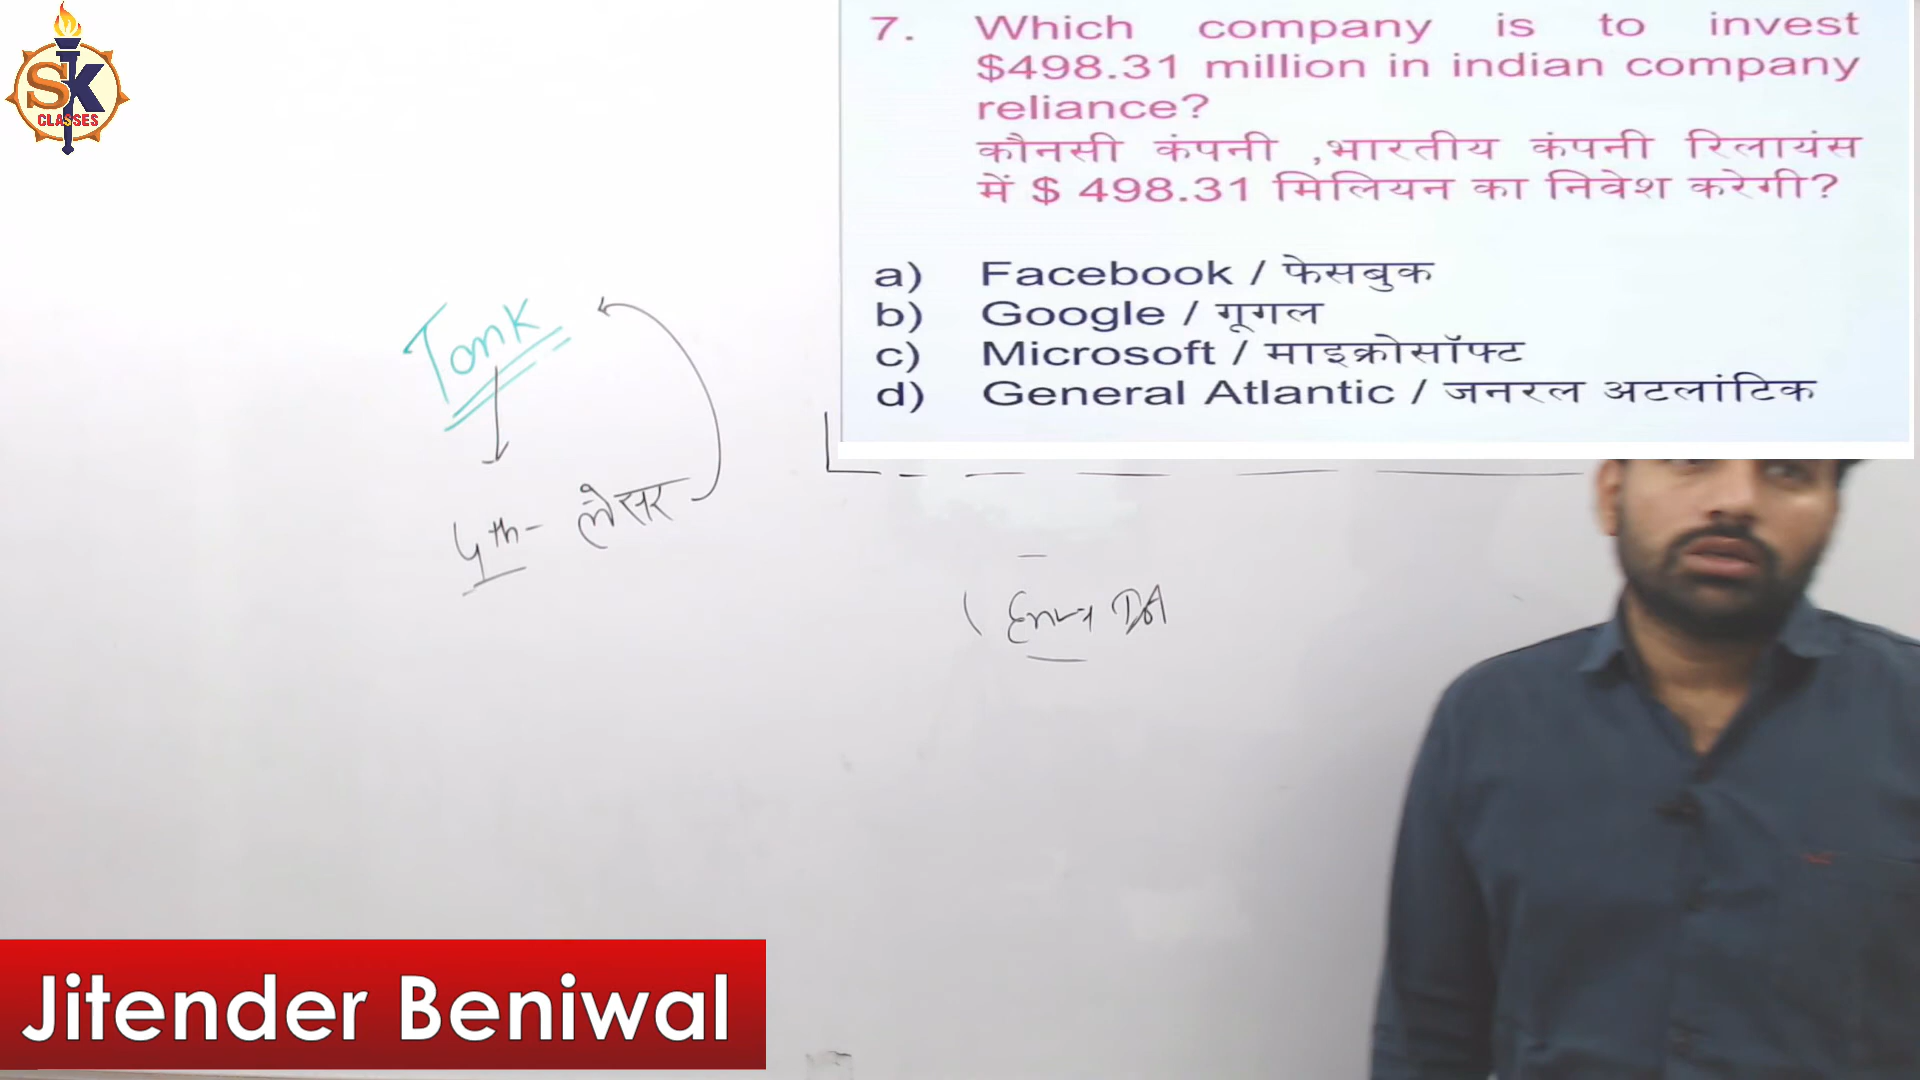 SK
CLASSES
7. Which company is to invest
$498.31 million in indian company
reliance?
कौनसी कंपनी ,भारतीय कंपनी रिलायंस
में $ 498.31 मिलियन का निवेश करेगी?
a) Facebook / फेसबुक
b) Google / गूगल
c) Microsoft / माइक्रोसॉफ्ट
d) General Atlantic / जनरल अटलांटिक
Tank
4th - लेसर
Jitender Beniwal